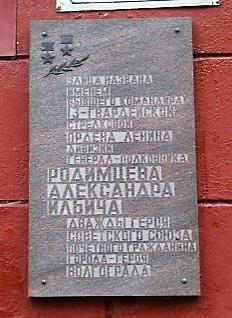 УЛИЦА НАЗВАНА
ИМЕНЕМ
БЫВШЕГО КОМАНДИРА
13-ГВАРДЕЙСКОЙ
СТРЕЛКОВОЙ
ОРДЕНА ЛЕНИНА
ДИВИЗИИ
ГЕНЕРАЛ-ПОЛКОВНИКА
РОДИМЦЕВА
АЛЕКСАНДРА
ИЛЬИЧА
ДВАЖДЫ ГЕРОЯ
СОВЕТСКОГО СОЮЗА
ПОЧЕТНОГО ГРАЖДАНИНА
ГОРОДА-ГЕРОЯ
ВОЛГОГРАДА